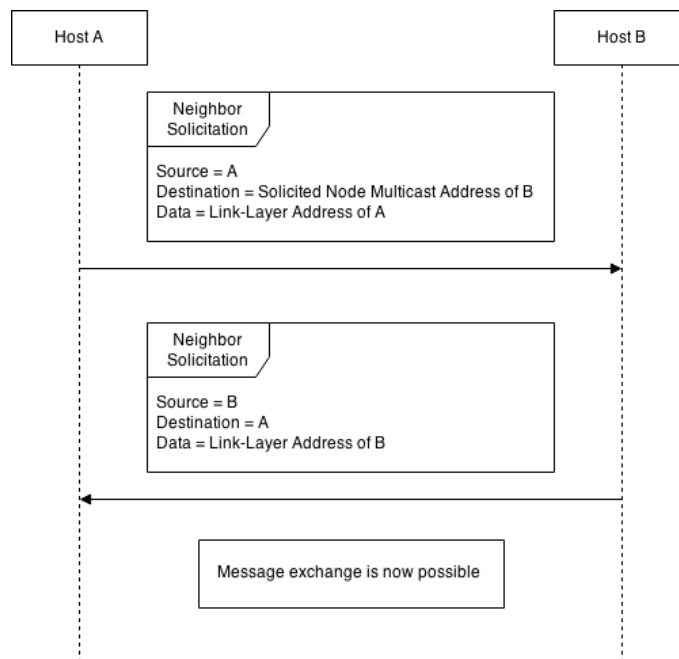 Host A
Host B
Neighbor
Solicitation
Source = A
Destination = Solicited Node Multicast Address of B
Data = Link-Layer Address of A
Neighbor
Solicitation
Source = B
Destination = A
Data = Link-Layer Address of B
Message exchange is now possible